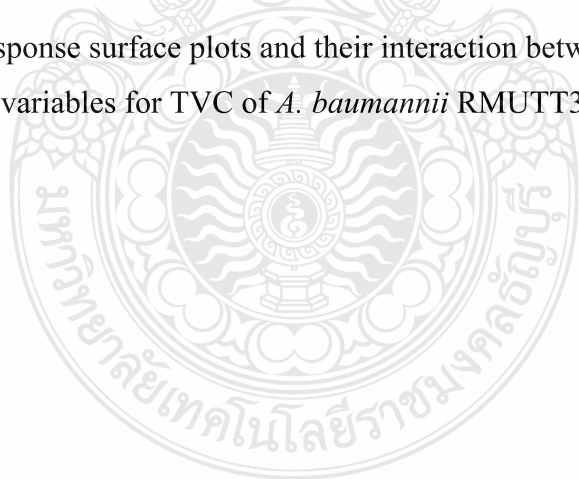 sponse surface plots and their interaction betw
variables for TVC of A. baumannii RMUTT3
มหาวิทยาลัยเทคโนโลยีราชมงคลธัญบุรี